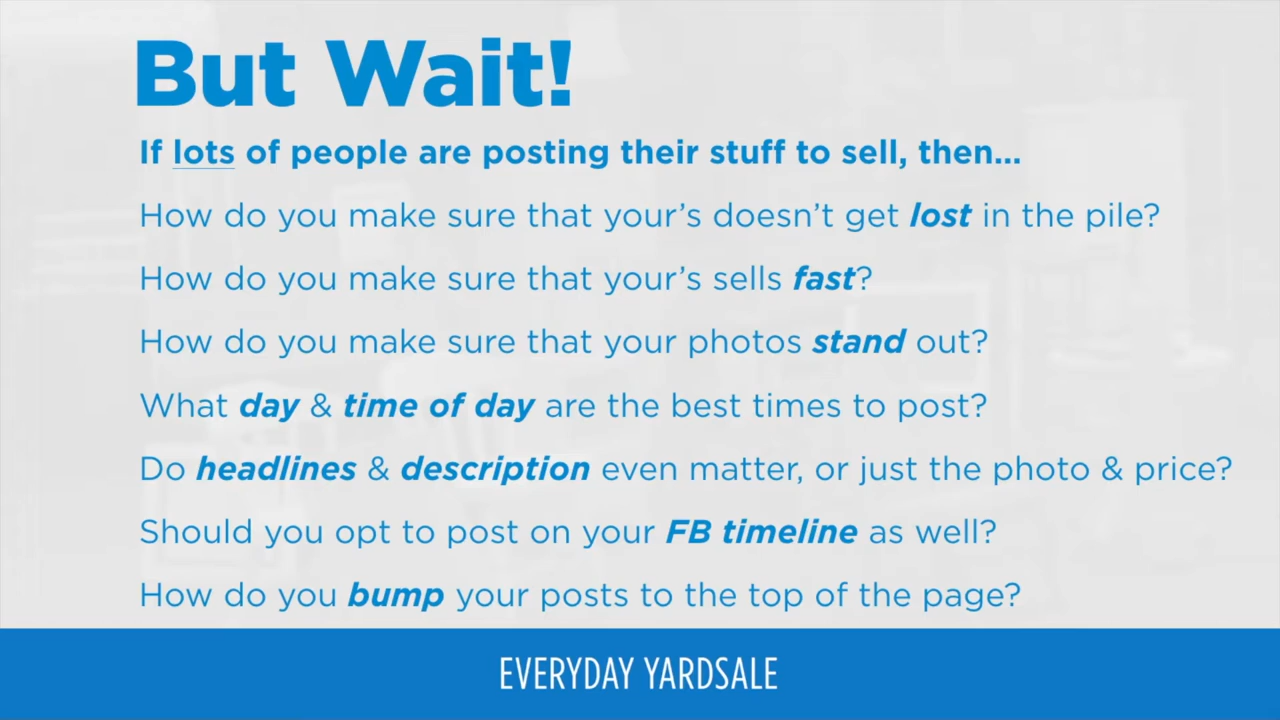 But Wait!
If lots of people are posting their stuff to sell, then...
How do you make sure that your’s doesn’t get lost in the pile?
How do you make sure that your’s sells fast?
How do you make sure that your photos stand out?
What day & time of day are the best times to post?
Do headlines & description even matter, or just the photo & price?
Should you opt to post on your FB timeline as well?
How do you bump your posts to the top of the page?
EVERYDAY YARDSALE